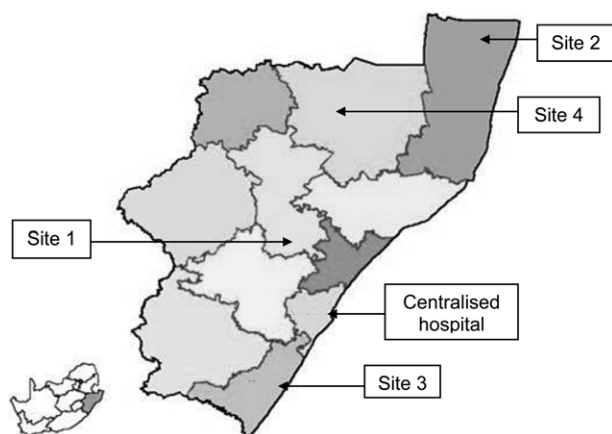 Site 2
Site 4
Site 1
Centralised
hospital
Site 3